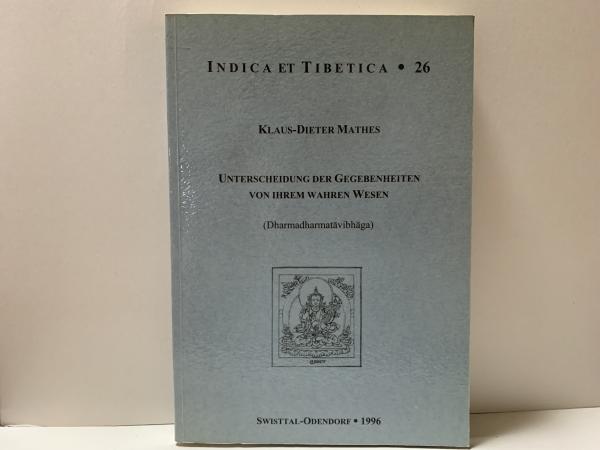 INDICA ET TIBETICA • 26
KLAUS-DIETER MATHES
UNTERSCHEIDUNG DER GEGEBENHEITEN
VON IHREM WAHREN WESEN
(Dharmadharmatāvibhāga)
SWISTTAL-ODENDORF • 1996